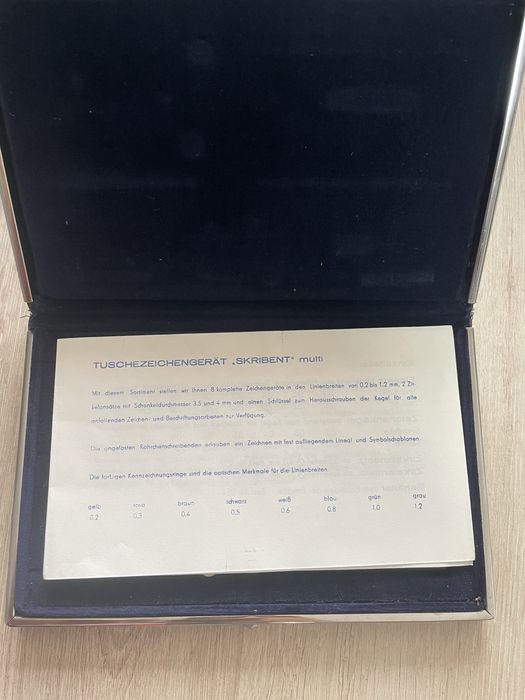 TUSCHEZEICHENGERÄT „SKRIBENT“ multi
Mit diesem Sortiment stellen wir Ihnen 8 komplette Zeichengeräte in den Linienbreiten von 0,2 bis 1,2 mm, 2 Zir-
kelansätze mit Schenkeldurchmesser 3,5 und 4 mm und einen Schlüssel zum Herausschrauben der Kegel für alle
anfallenden Zeichen- und Beschriftungsarbeiten zur Verfügung.
Die angefasten Röhrchenschreibenden erlauben ein Zeichnen mit fest aufliegendem Lineal und Symbolschablonen
Die farbigen Kennzeichnungsringe sind die optischen Merkmale für die Linienbreiten
gelb rosa braun schwarz weiß blau grün grau
0,2 0,3 0,4 0,5 0,6 0,8 1,0 1,2